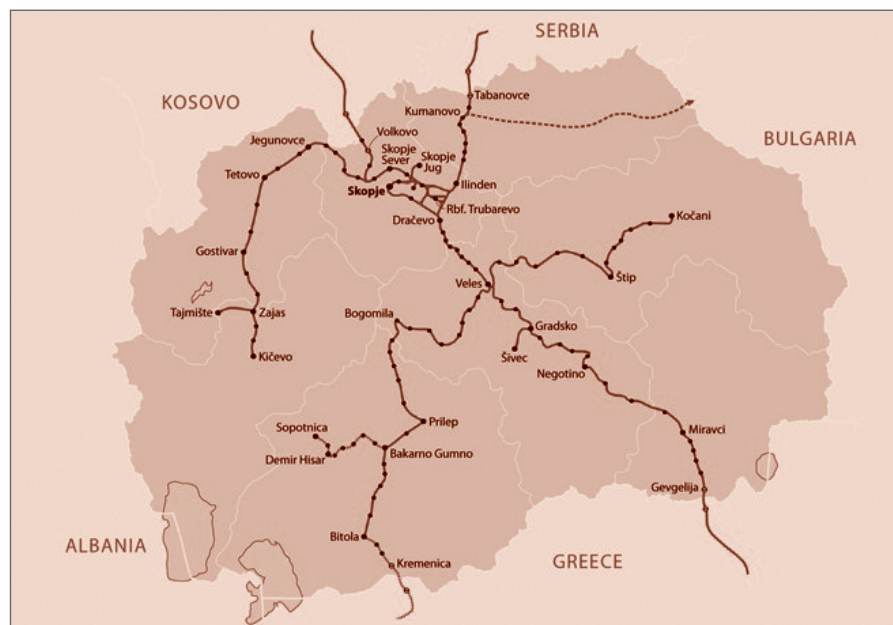 SERBIA
KOSOVO
Tabanovce
Kumanovo
BULGARIA
Volkovo
Jegunovce
Skopje
Sever
Skopje
Jug
Tetovo
Skopje
Ilinden
Rbf. Trubarevo
Dračevo
Kočani
Gostivar
Štip
Veles
Tajmište
Zajas
Bogomila
Gradsko
Kičevo
Šivec
Negotino
Sopotnica
Prilep
Miravci
Demir Hisar
Bakarno Gumno
Gevgelija
Bitola
ALBANIA
Kremenica
GREECE